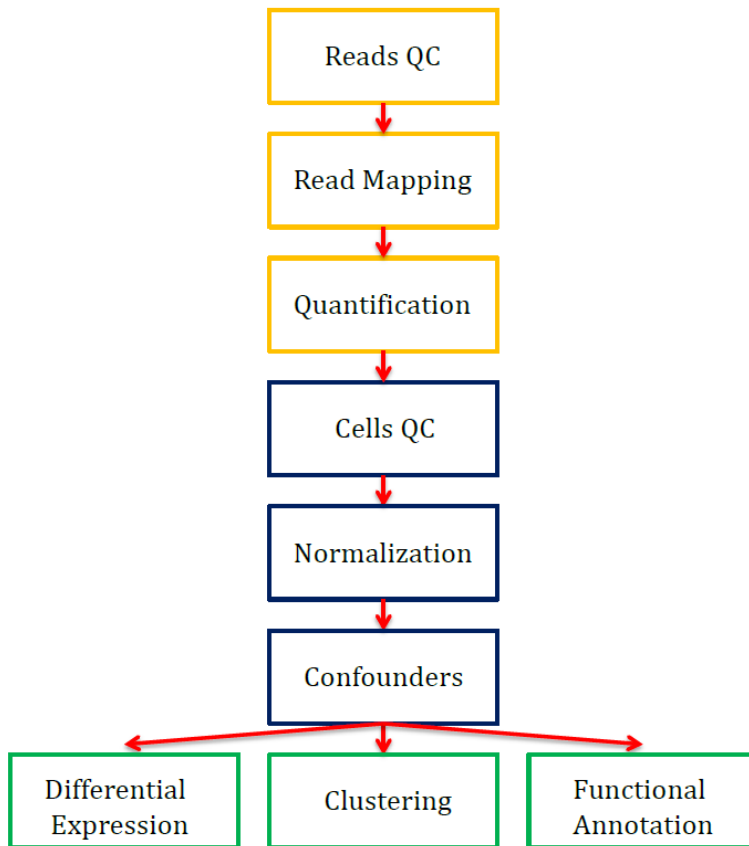 Reads QC
Read Mapping
Quantification
Cells QC
Normalization
Confounders
Differential
Expression
Clustering
Functional
Annotation